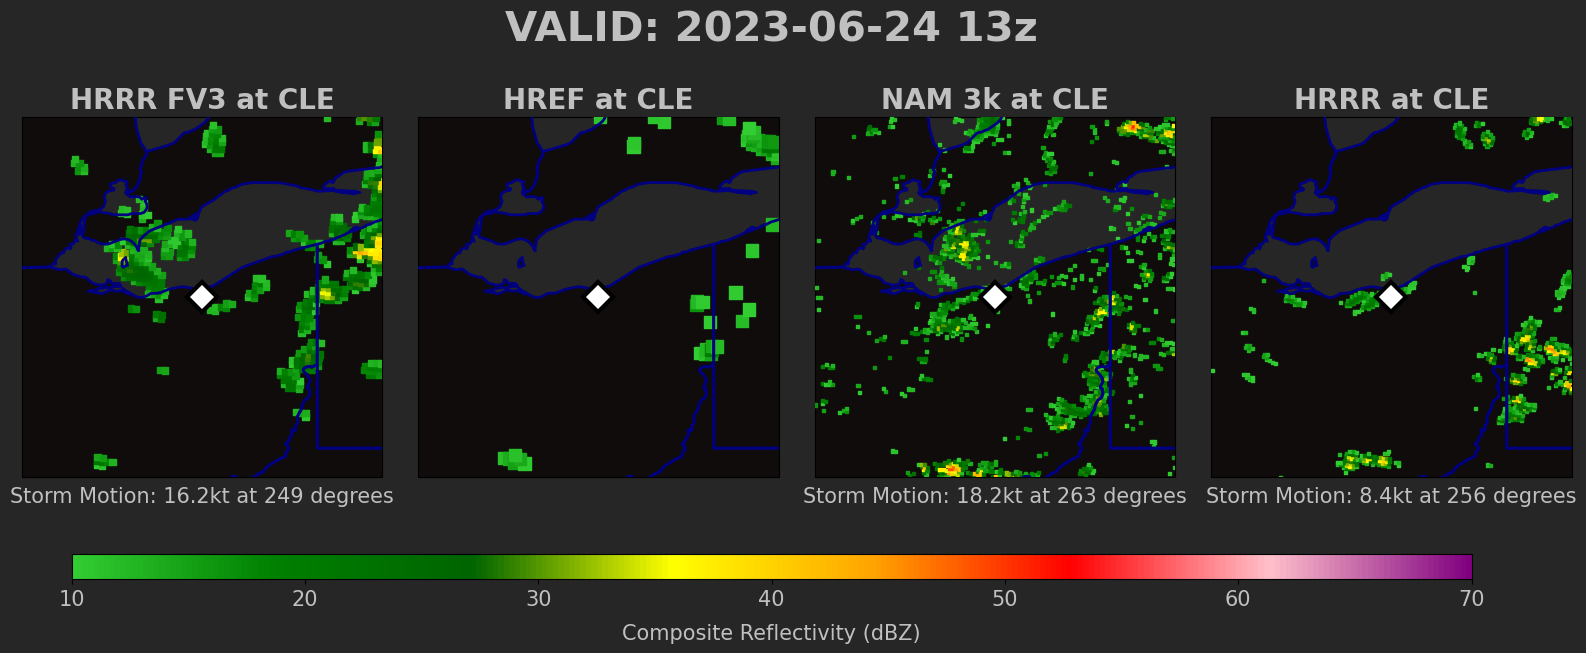 VALID: 2023-06-24 13z
HRRR FV3 at CLE
HREF at CLE
NAM 3k at CLE
HRRR at CLE
Storm Motion: 16.2kt at 249 degrees
Storm Motion: 18.2kt at 263 degrees
Storm Motion: 8.4kt at 256 degrees
10 20 30 40 50 60 70
Composite Reflectivity (dBZ)